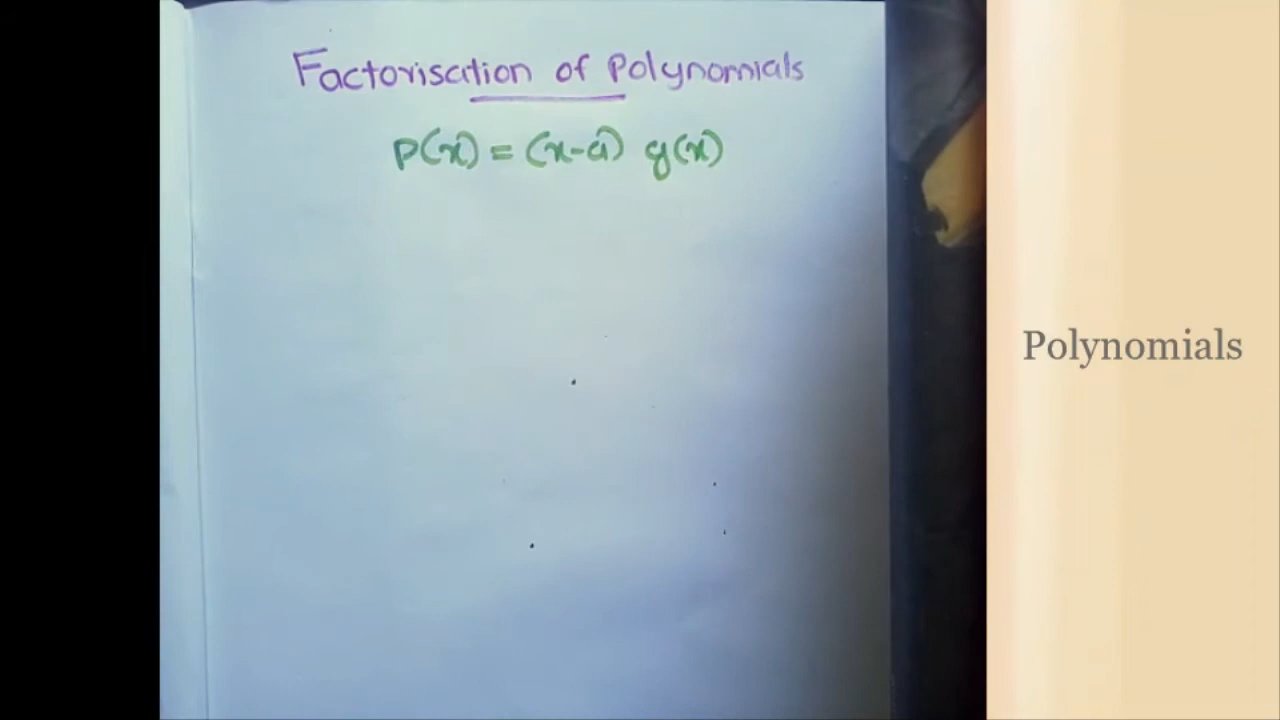 Factorisation of Polynomials
p(x) = (x-a) g(x)
Polynomials